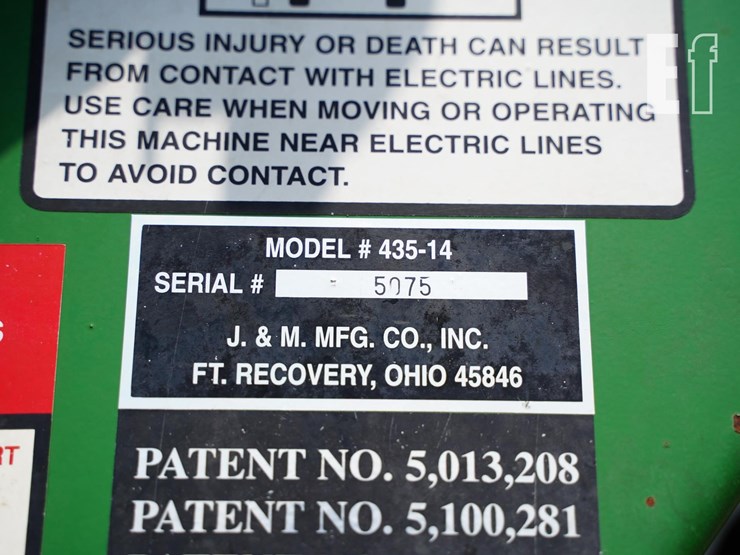 SERIOUS INJURY OR DEATH CAN RESULT
FROM CONTACT WITH ELECTRIC LINES.
USE CARE WHEN MOVING OR OPERATING
THIS MACHINE NEAR ELECTRIC LINES
TO AVOID CONTACT.
Ef
MODEL # 435-14
SERIAL # 5075
J. & M. MFG. CO., INC.
FT. RECOVERY, OHIO 45846
S
RT
PATENT NO. 5,013,208
PATENT NO. 5,100,281